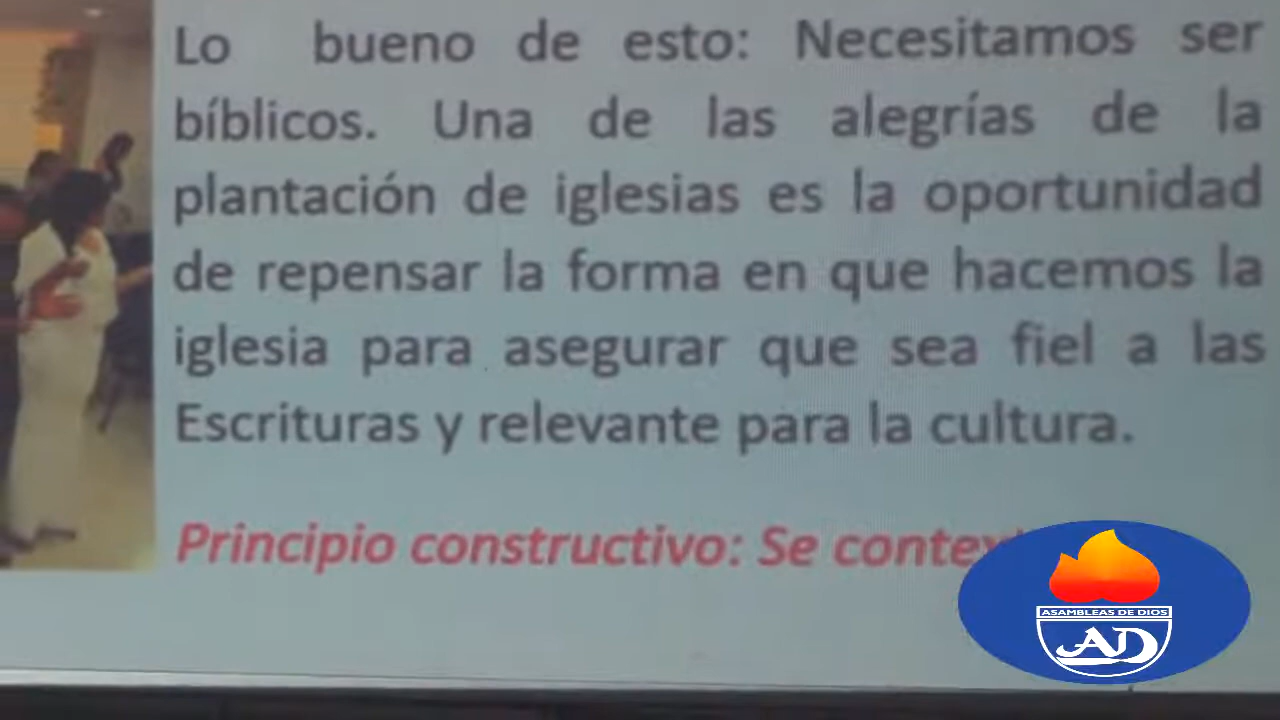 Lo bueno de esto: Necesitamos ser
bíblicos. Una de las alegrías de la
plantación de iglesias es la oportunidad
de repensar la forma en que hacemos la
iglesia para asegurar que sea fiel a las
Escrituras y relevante para la cultura.
Principio constructivo: Se
ASAMBLEAS DE DIOS
AD